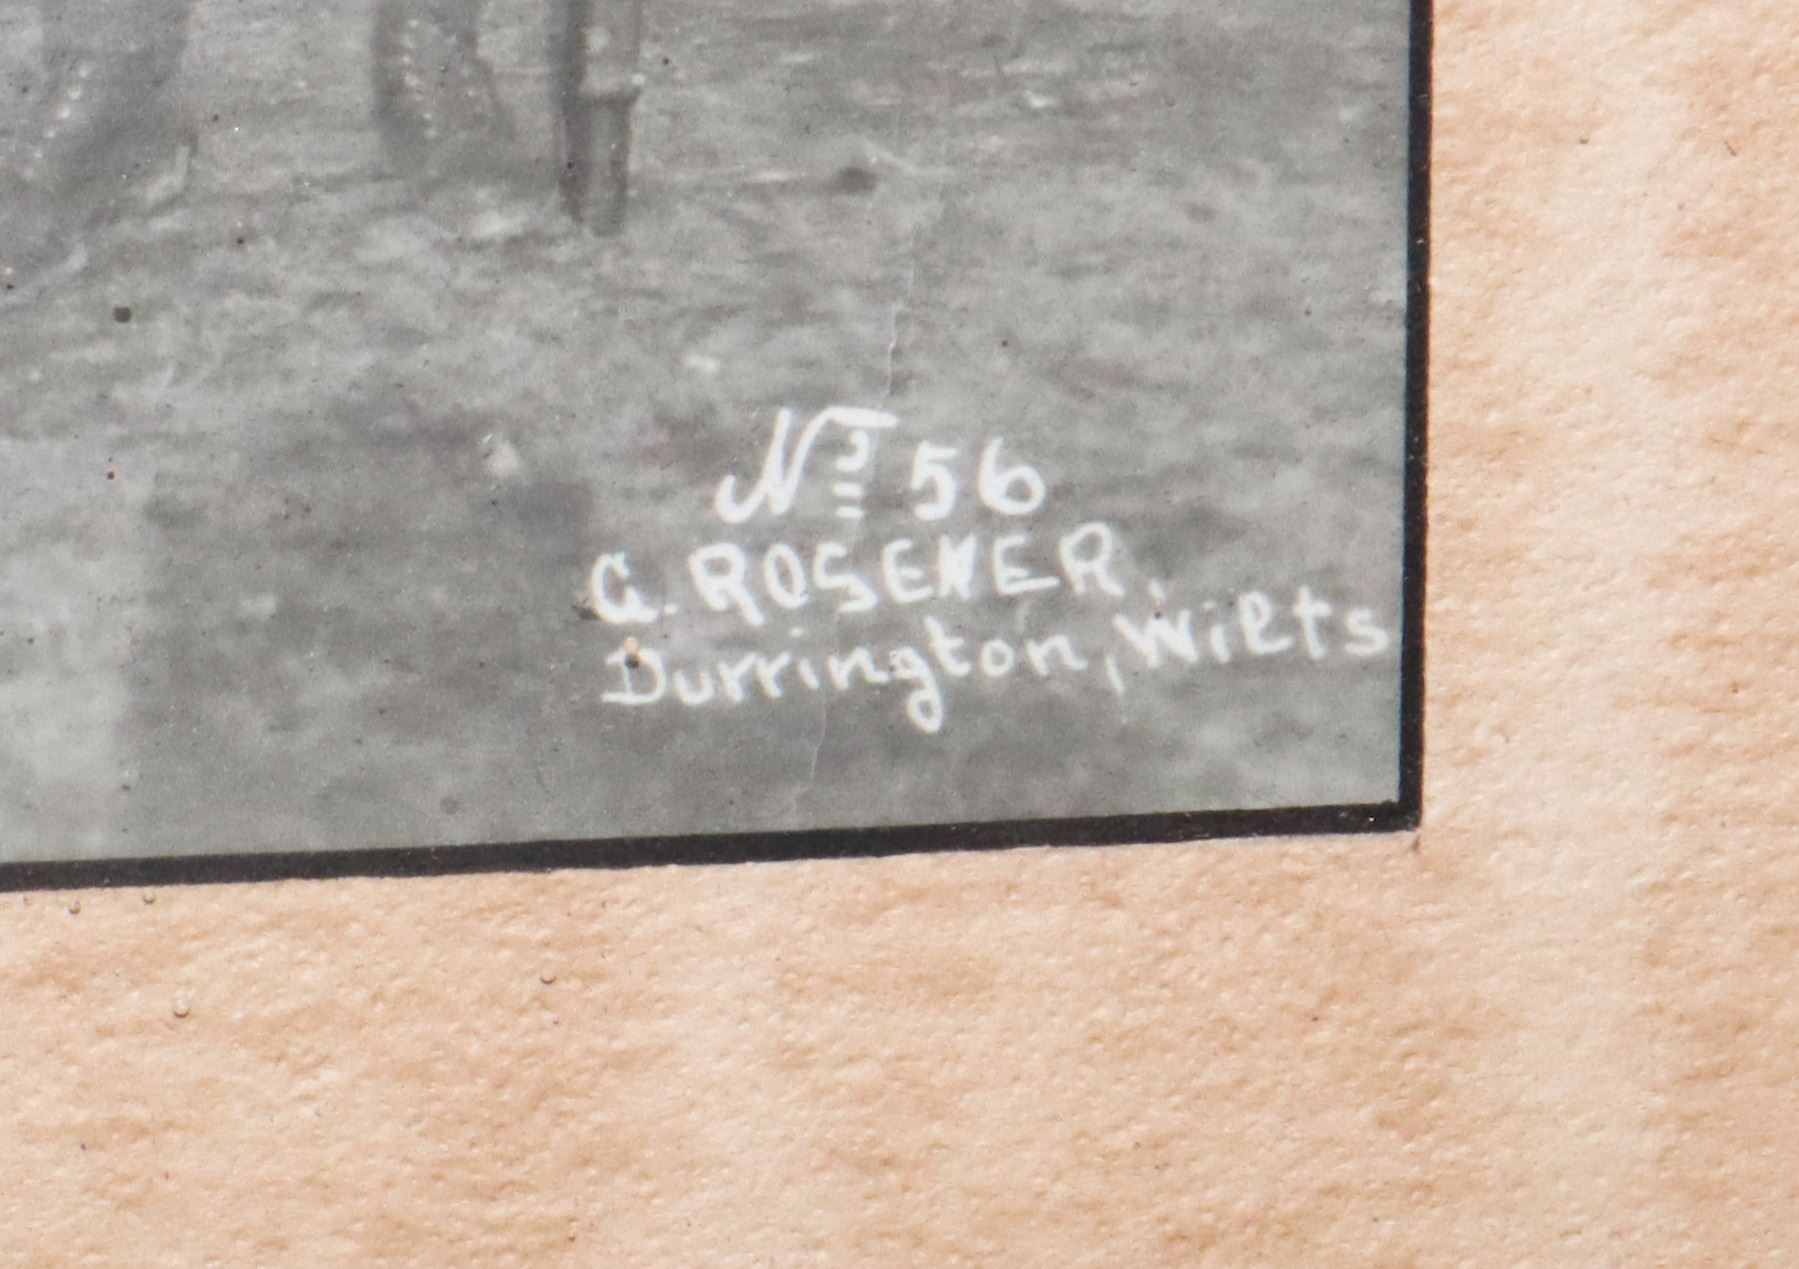 No 56
G. ROSENER.
Durrington, Wilts